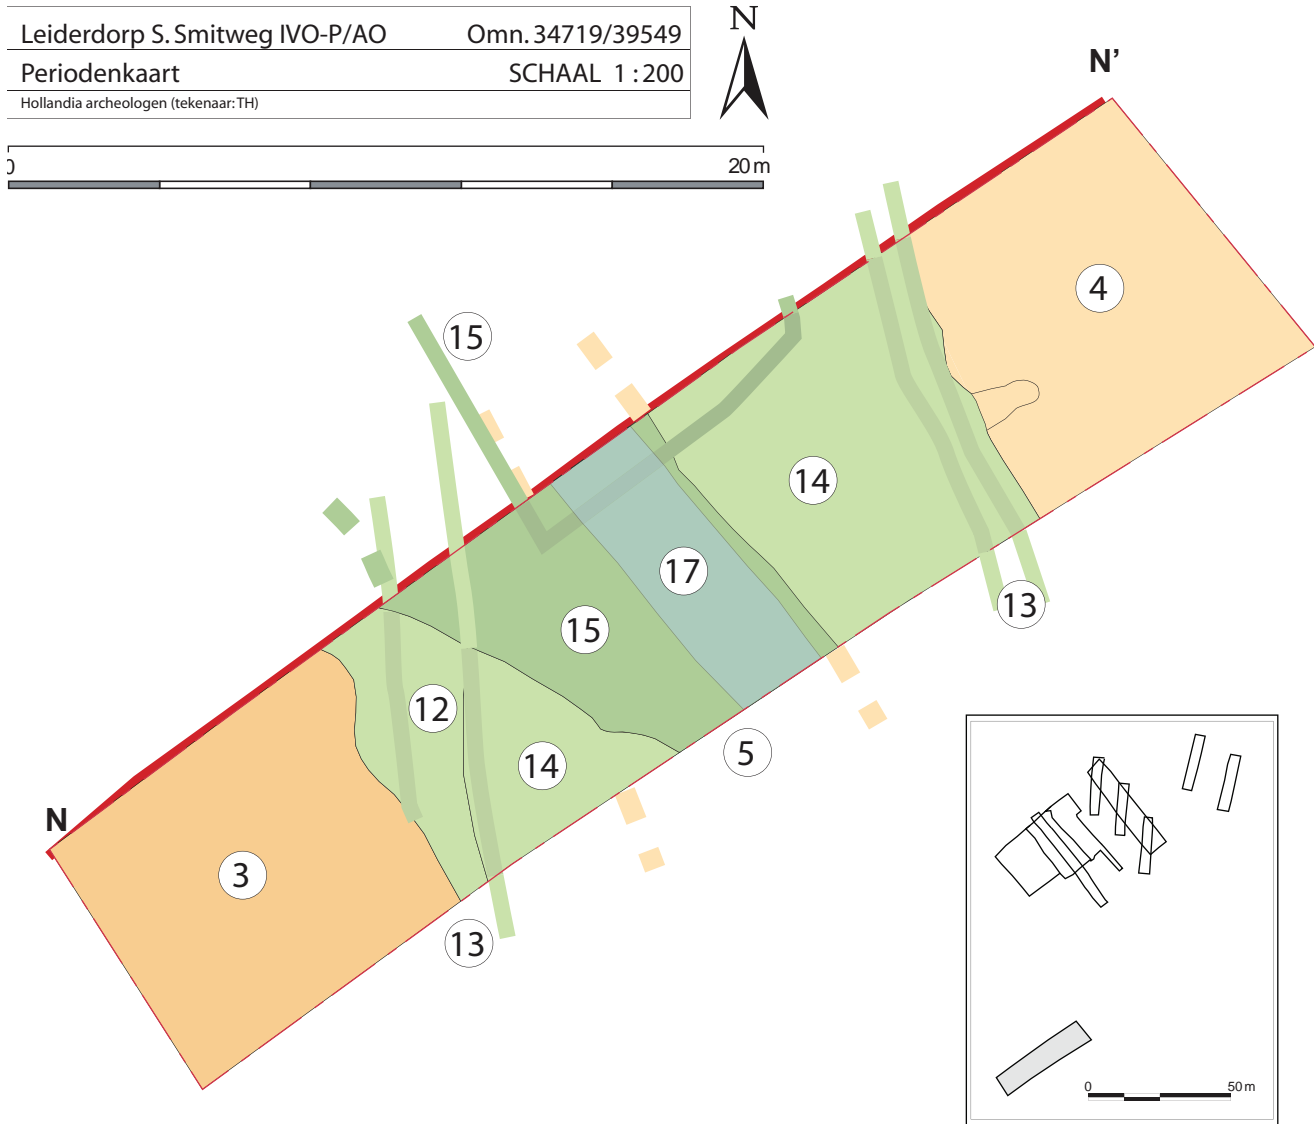 Leiderdorp S. Smitweg IVO-P/AO Omn. 34719/39549
Periodenkaart SCHAAL 1 : 200
Hollandia archeologen (tekenaar: TH)
N
0 20 m
N'
4
15
14
17
13
15
12
14
5
N
3
13
0 50 m